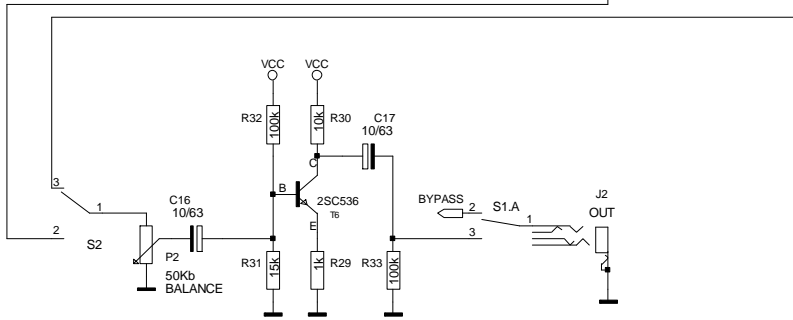 VCC VCC
R32 100k
R30 10k
C17
10/63
C
B
2SC536
T6
E
3
1
2
S2
C16
10/63
P2
50Kb
BALANCE
R31 15k
1k R29
R33 100k
BYPASS
2
S1.A
1
3
J2
OUT